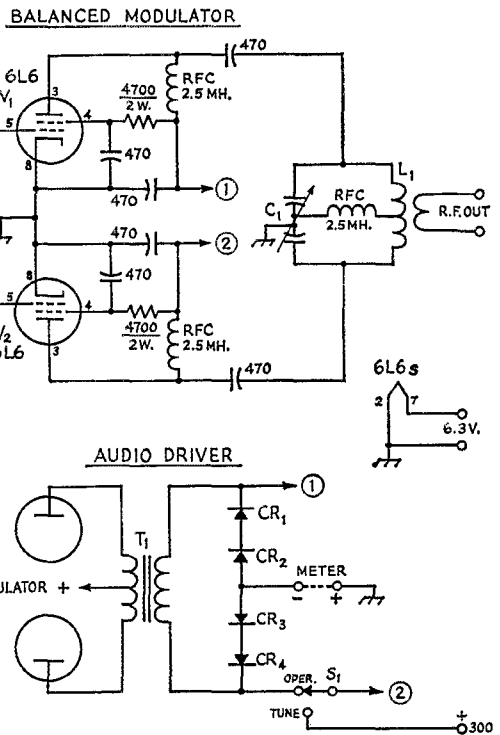 BALANCED MODULATOR
470
6L6
V1
RFC
2.5 MH.
3
4700
2W.
5
4
470
8
470
1
L1
RFC
C1
2.5MH.
R.F. OUT
470
2
8
470
5
4
4700
2W.
RFC
2.5 MH.
3
470
6L6s
2
7
6.3V.
AUDIO DRIVER
1
CR1
T1
CR2
METER
ULATOR +
- +
CR3
CR4
OPER. S1
2
TUNE
+
300